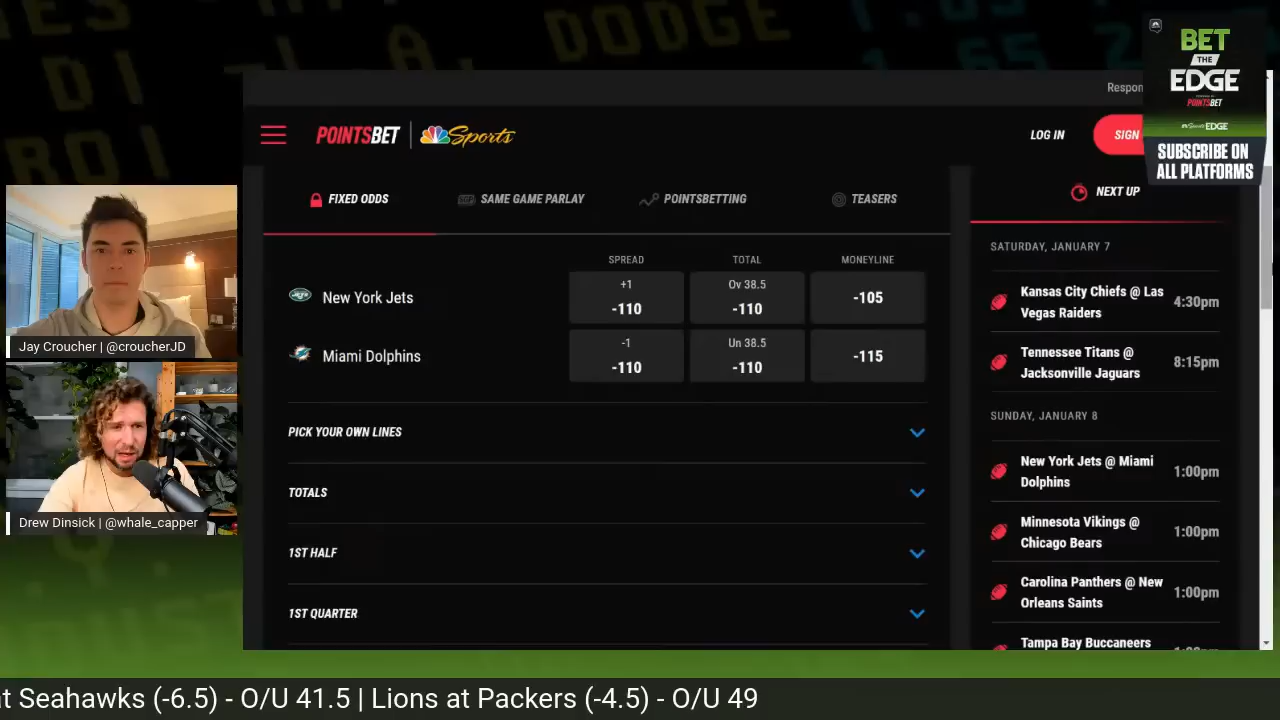 BET
THE
EDGE
POINTSBET
SUBSCRIBE ON
ALL PLATFORMS
Respon
POINTSBET | Sports
LOG IN
SIGN
FIXED ODDS
SAME GAME PARLAY
POINTSBETTING
TEASERS
NEXT UP
SPREAD
TOTAL
MONEYLINE
New York Jets
+1
-110
Ov 38.5
-110
-105
Miami Dolphins
-1
-110
Un 38.5
-110
-115
PICK YOUR OWN LINES
TOTALS
1ST HALF
1ST QUARTER
SATURDAY, JANUARY 7
Kansas City Chiefs @ Las
Vegas Raiders
4:30pm
Tennessee Titans @
Jacksonville Jaguars
8:15pm
SUNDAY, JANUARY 8
New York Jets @ Miami
Dolphins
1:00pm
Minnesota Vikings @
Chicago Bears
1:00pm
Carolina Panthers @ New
Orleans Saints
1:00pm
Tampa Bay Buccaneers
Jay Croucher | @croucherJD
Drew Dinsick | @whale_capper
at Seahawks (-6.5) - O/U 41.5 | Lions at Packers (-4.5) - O/U 49